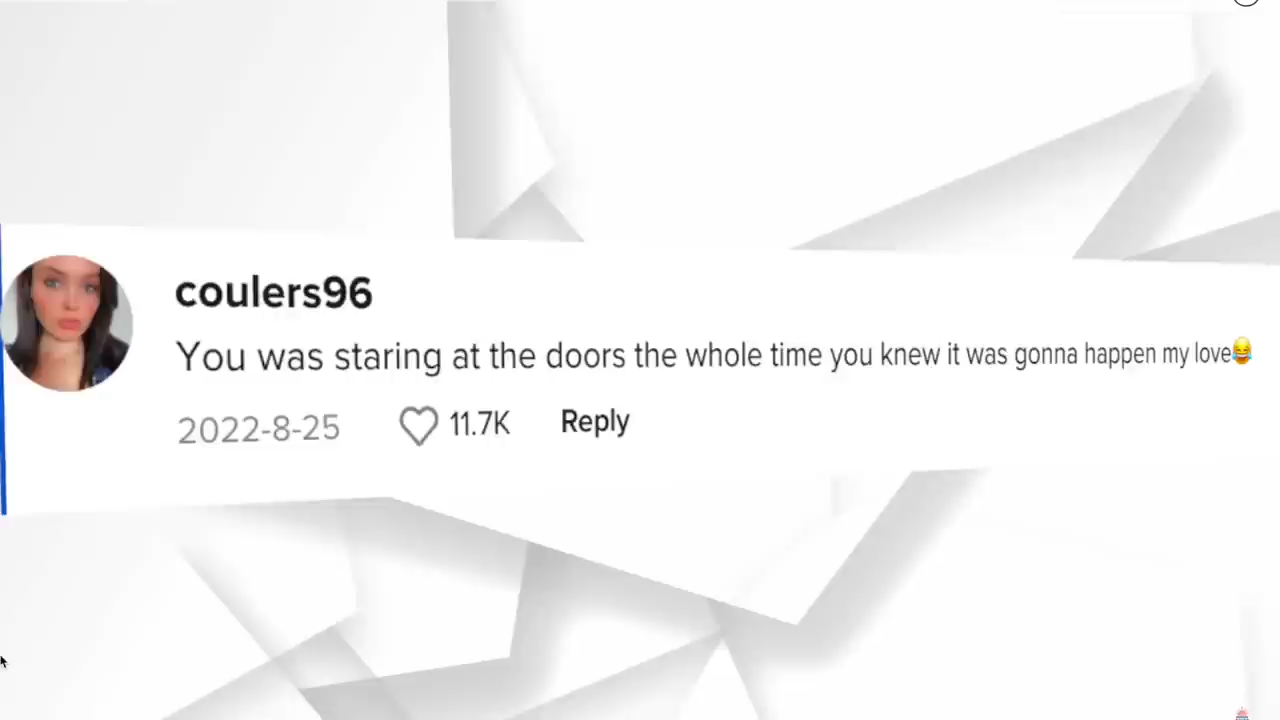 coulers96
You was staring at the doors the whole time you knew it was gonna happen my love😂
2022-8-25 11.7K Reply